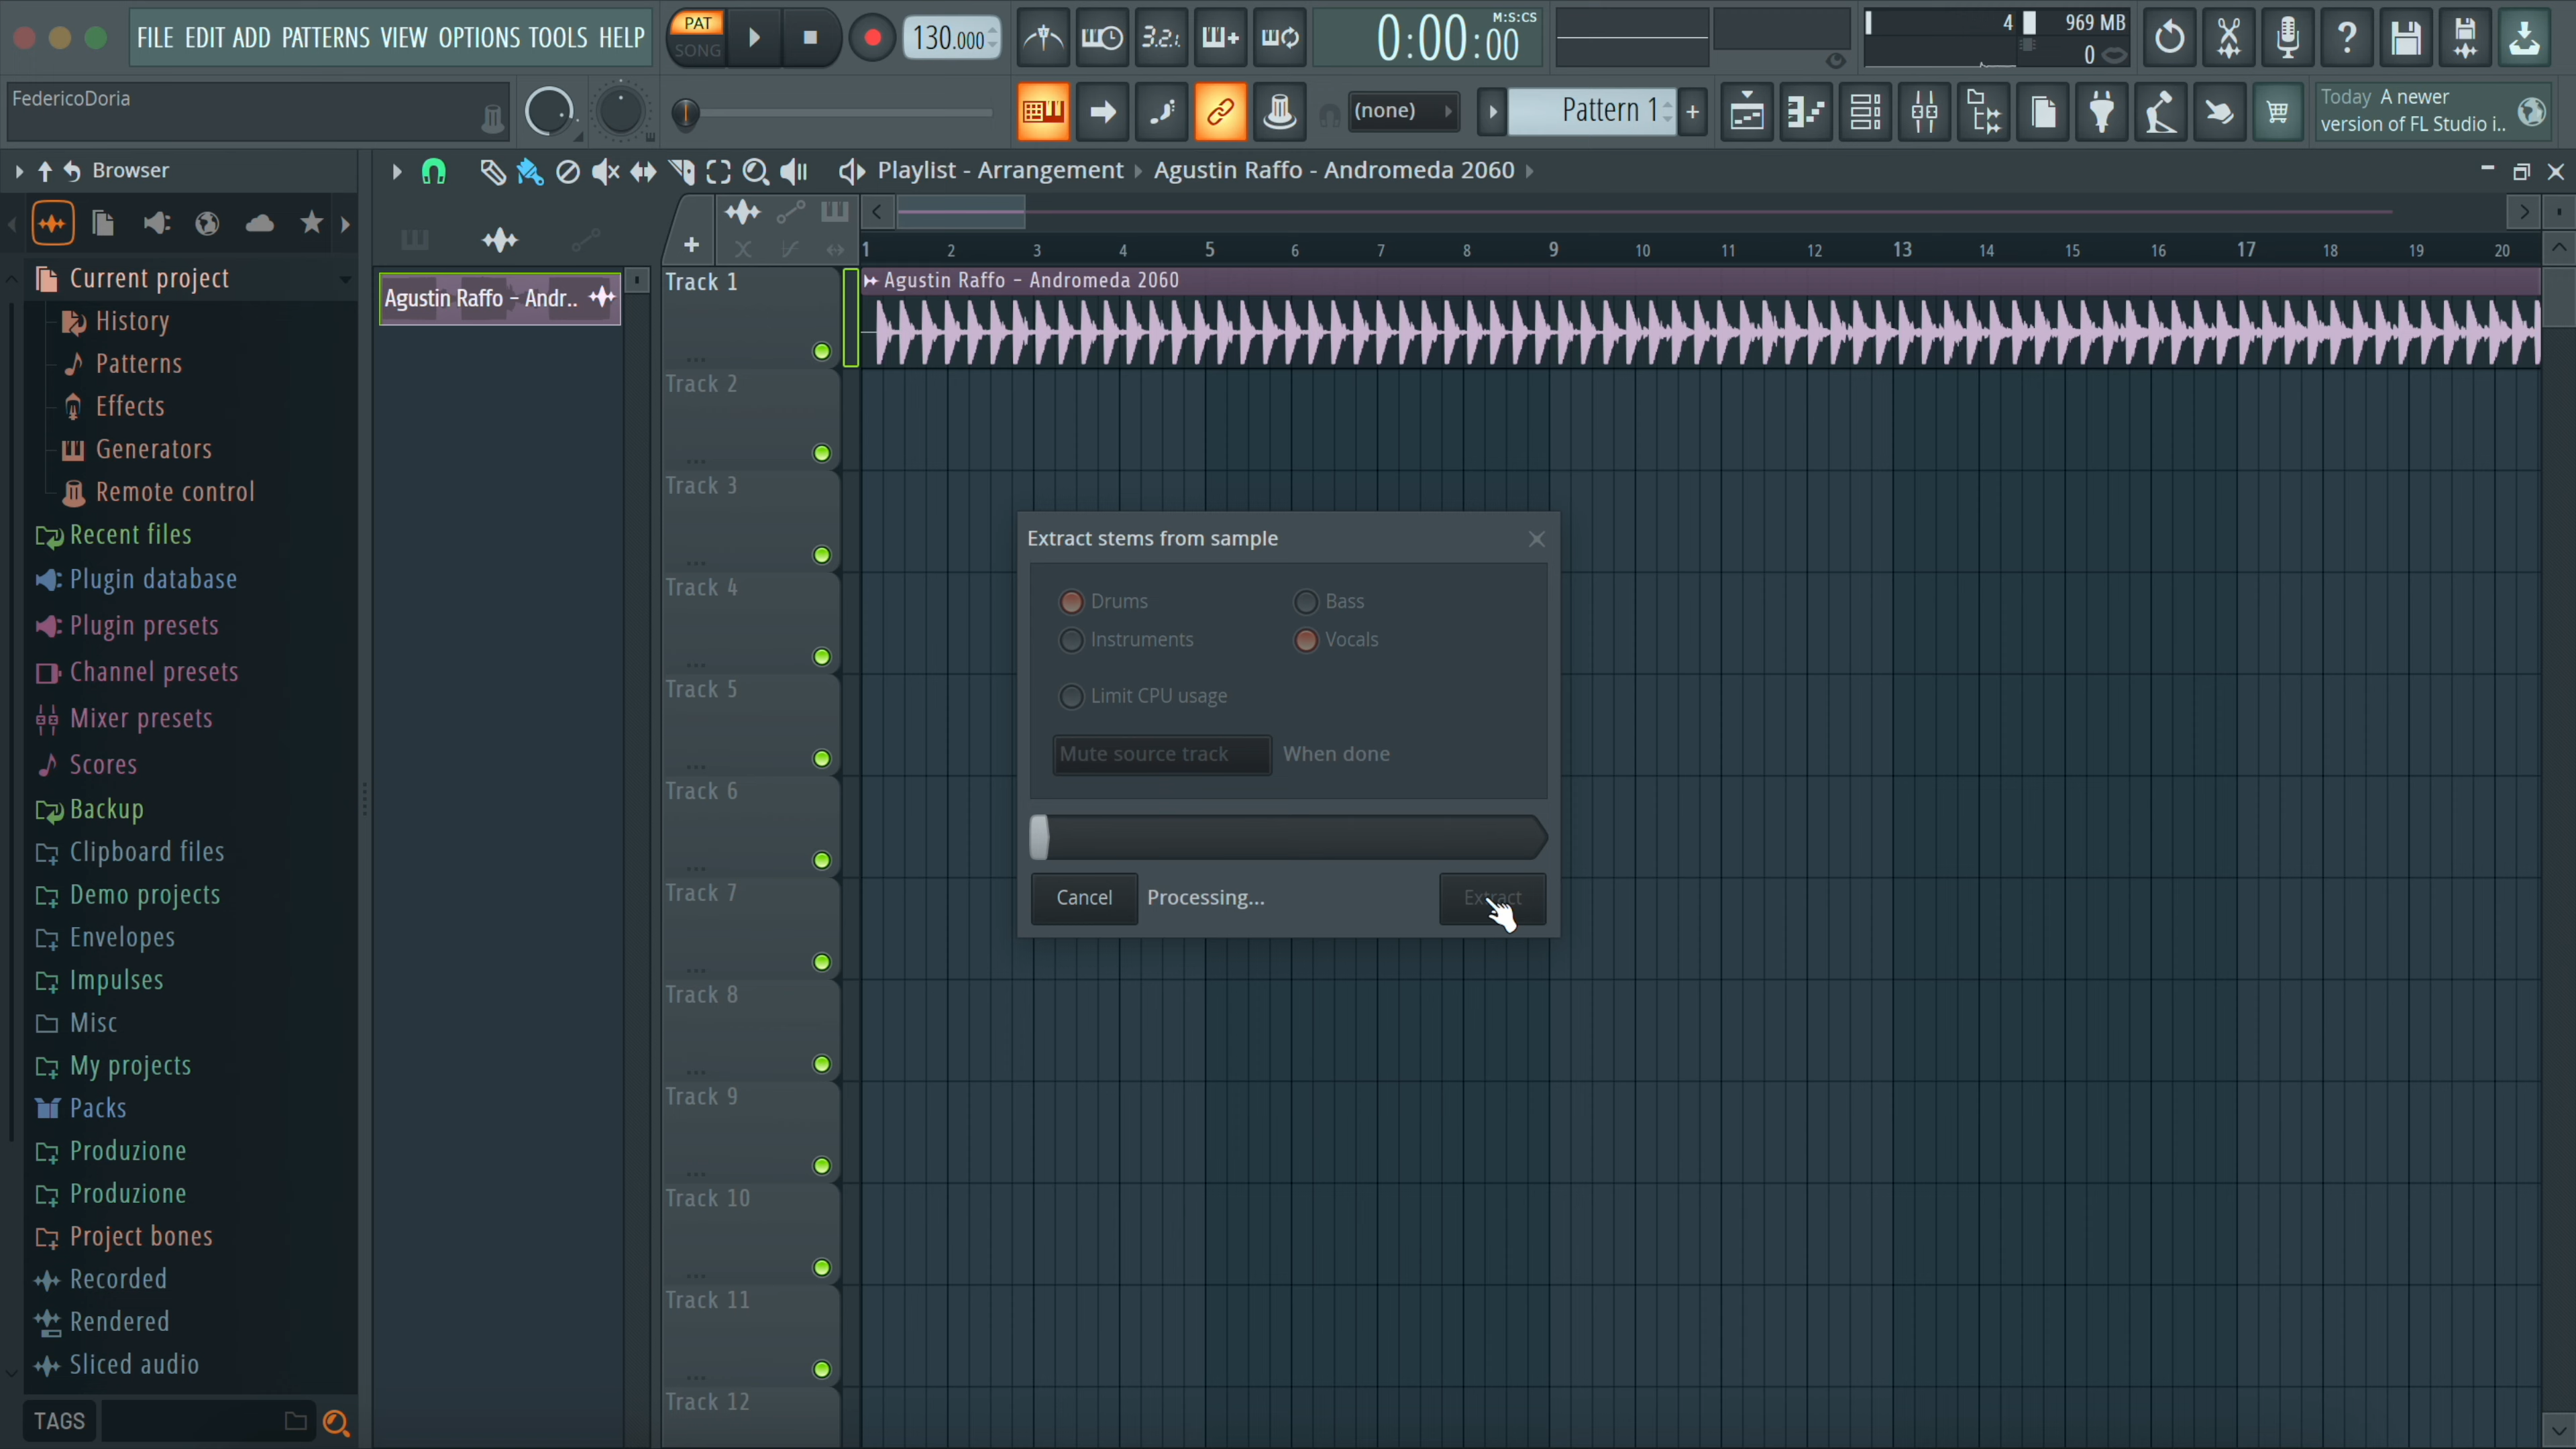 FILE EDIT ADD PATTERNS VIEW OPTIONS TOOLS HELP
PAT
SONG
130.000
3.2.1.
M:S:CS
0:00:00
4
969 MB
0
?
FedericoDoria
(none)
Pattern 1
+
Today A newer
version of FL Studio i..
Browser
Playlist - Arrangement
Agustin Raffo - Andromeda 2060
1 2 3 4 5 6 7 8 9 10 11 12 13 14 15 16 17 18 19 20
Current project
History
Patterns
Effects
Generators
Remote control
Recent files
Plugin database
Plugin presets
Channel presets
Mixer presets
Scores
Backup
Clipboard files
Demo projects
Envelopes
Impulses
Misc
My projects
Packs
Produzione
Produzione
Project bones
Recorded
Rendered
Sliced audio
TAGS
Agustin Raffo - Andr..
Track 1
Agustin Raffo - Andromeda 2060
Track 2
Track 3
Track 4
Track 5
Track 6
Track 7
Track 8
Track 9
Track 10
Track 11
Track 12
Extract stems from sample
Drums
Bass
Instruments
Vocals
Limit CPU usage
Mute source track
When done
Cancel
Processing...
Extract